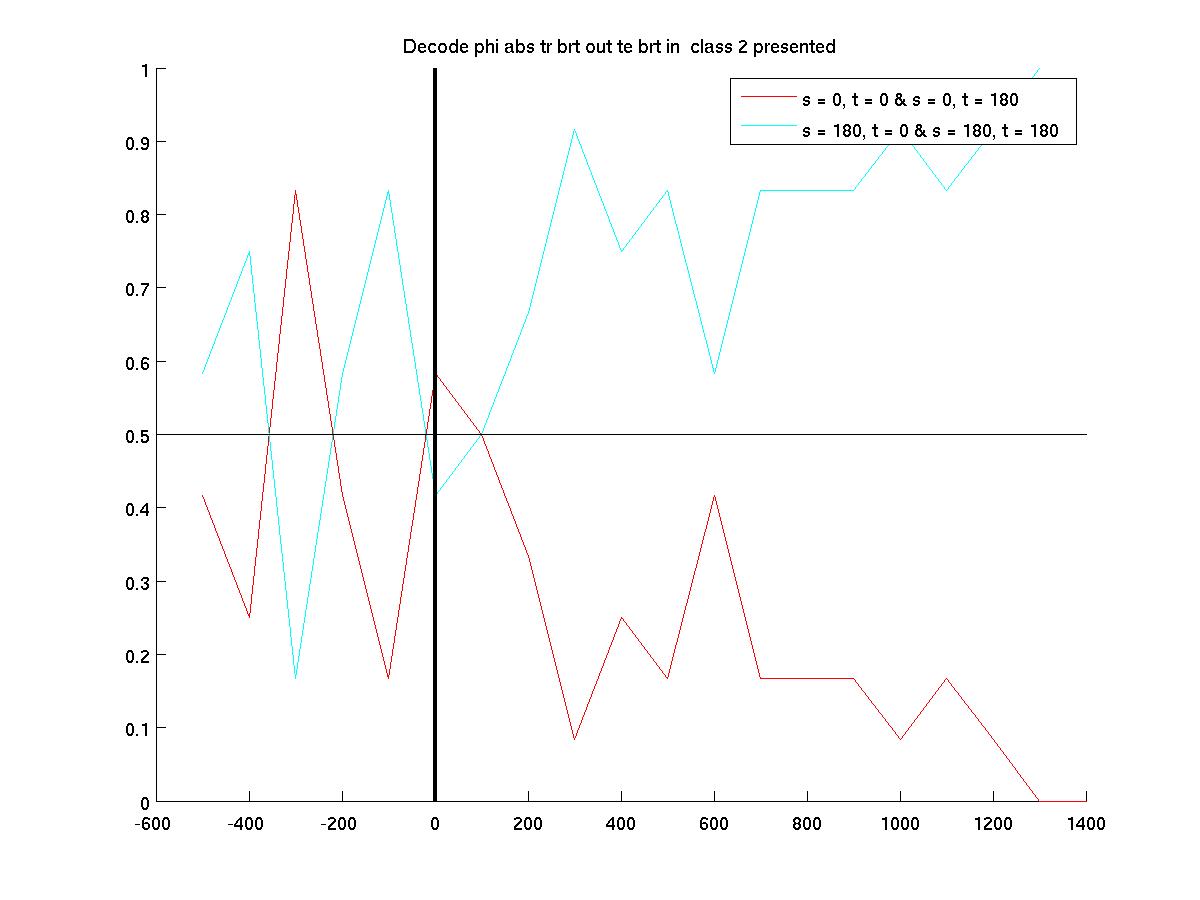 Decode phi abs tr brt out te brt in  class 2 presented
s = 0, t = 0 & s = 0, t = 180
s = 180, t = 0 & s = 180, t = 180
1
0.9
0.8
0.7
0.6
0.5
0.4
0.3
0.2
0.1
0
-600 -400 -200 0 200 400 600 800 1000 1200 1400